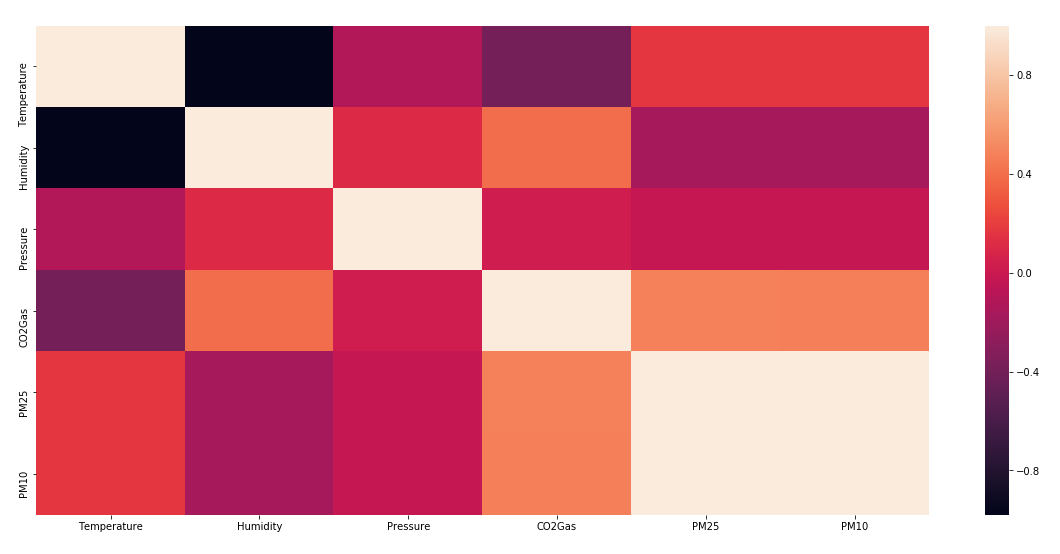 Temperature
Humidity
Pressure
CO2Gas
PM25
PM10
Temperature
Humidity
Pressure
CO2Gas
PM25
PM10
0.8
0.4
0.0
−0.4
−0.8